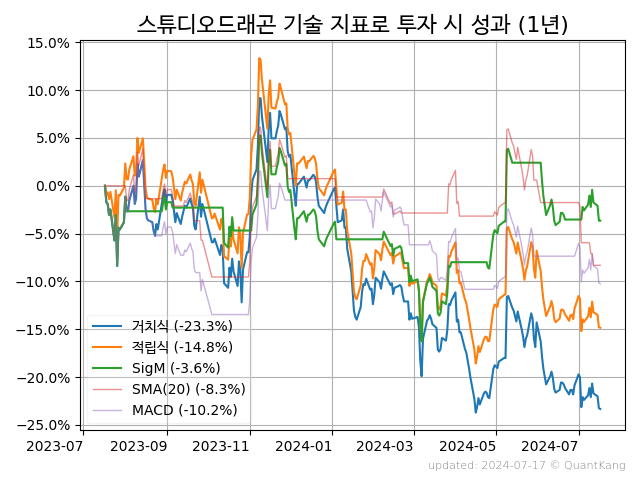 스튜디오드래곤 기술 지표로 투자 시 성과 (1년)
15.0%
10.0%
5.0%
0.0%
−5.0%
−10.0%
−15.0%
−20.0%
−25.0%
거치식 (-23.3%)
적립식 (-14.8%)
SigM (-3.6%)
SMA(20) (-8.3%)
MACD (-10.2%)
2023-07 2023-09 2023-11 2024-01 2024-03 2024-05 2024-07
updated: 2024-07-17 © QuantKang